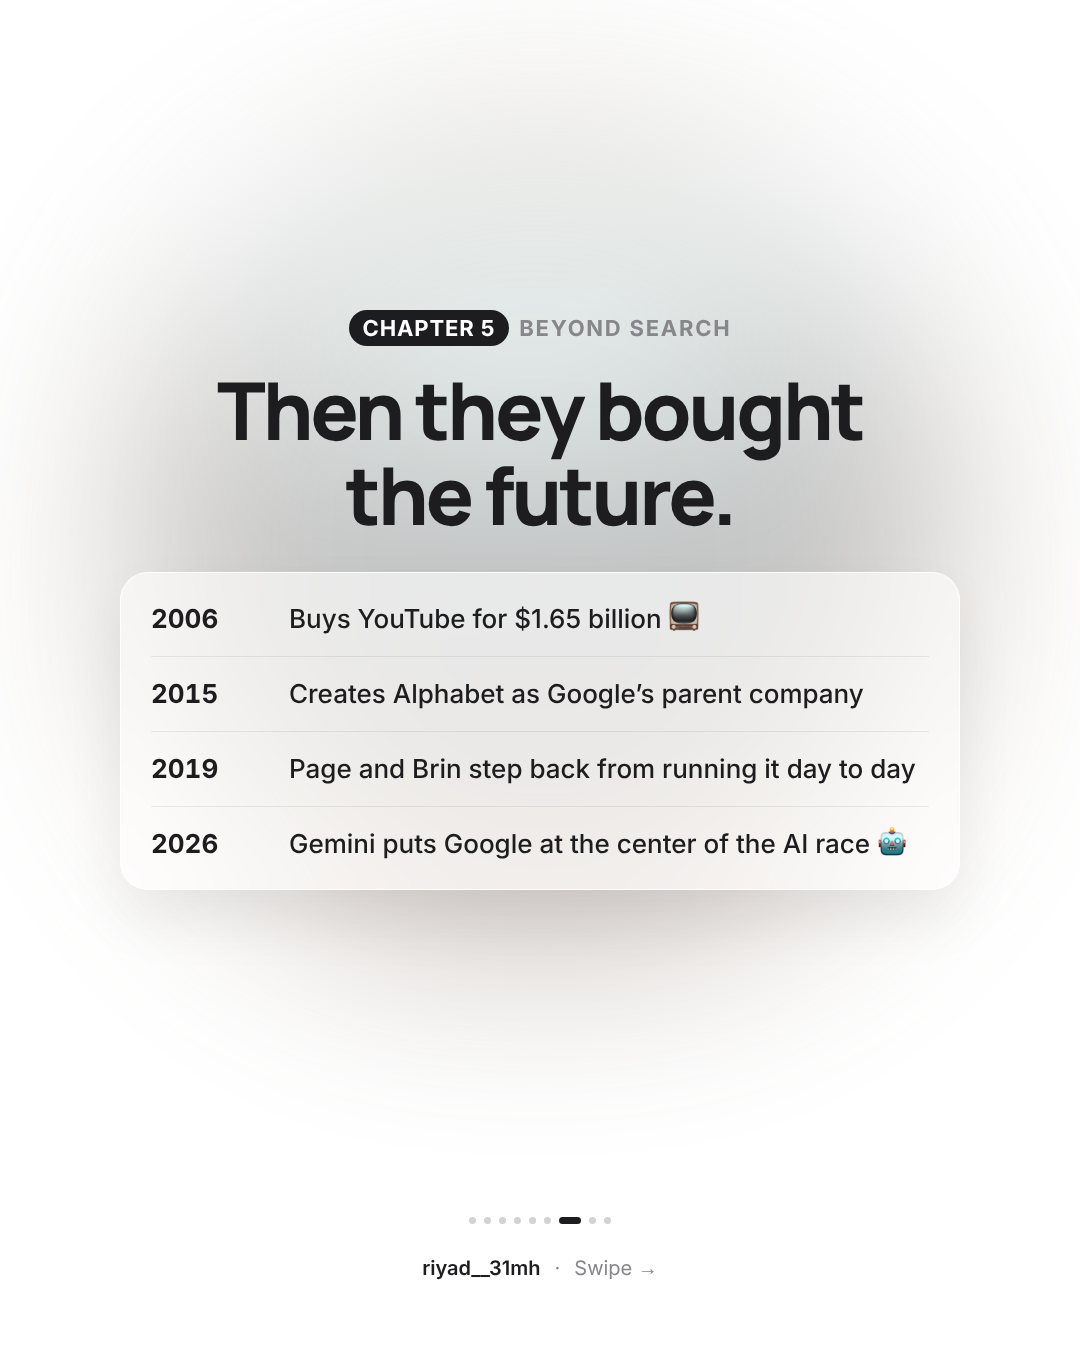 CHAPTER 5 BEYOND SEARCH
Then they bought
the future.
2006 Buys YouTube for $1.65 billion 📺
2015 Creates Alphabet as Google’s parent company
2019 Page and Brin step back from running it day to day
2026 Gemini puts Google at the center of the AI race 🤖
riyad__31mh · Swipe →